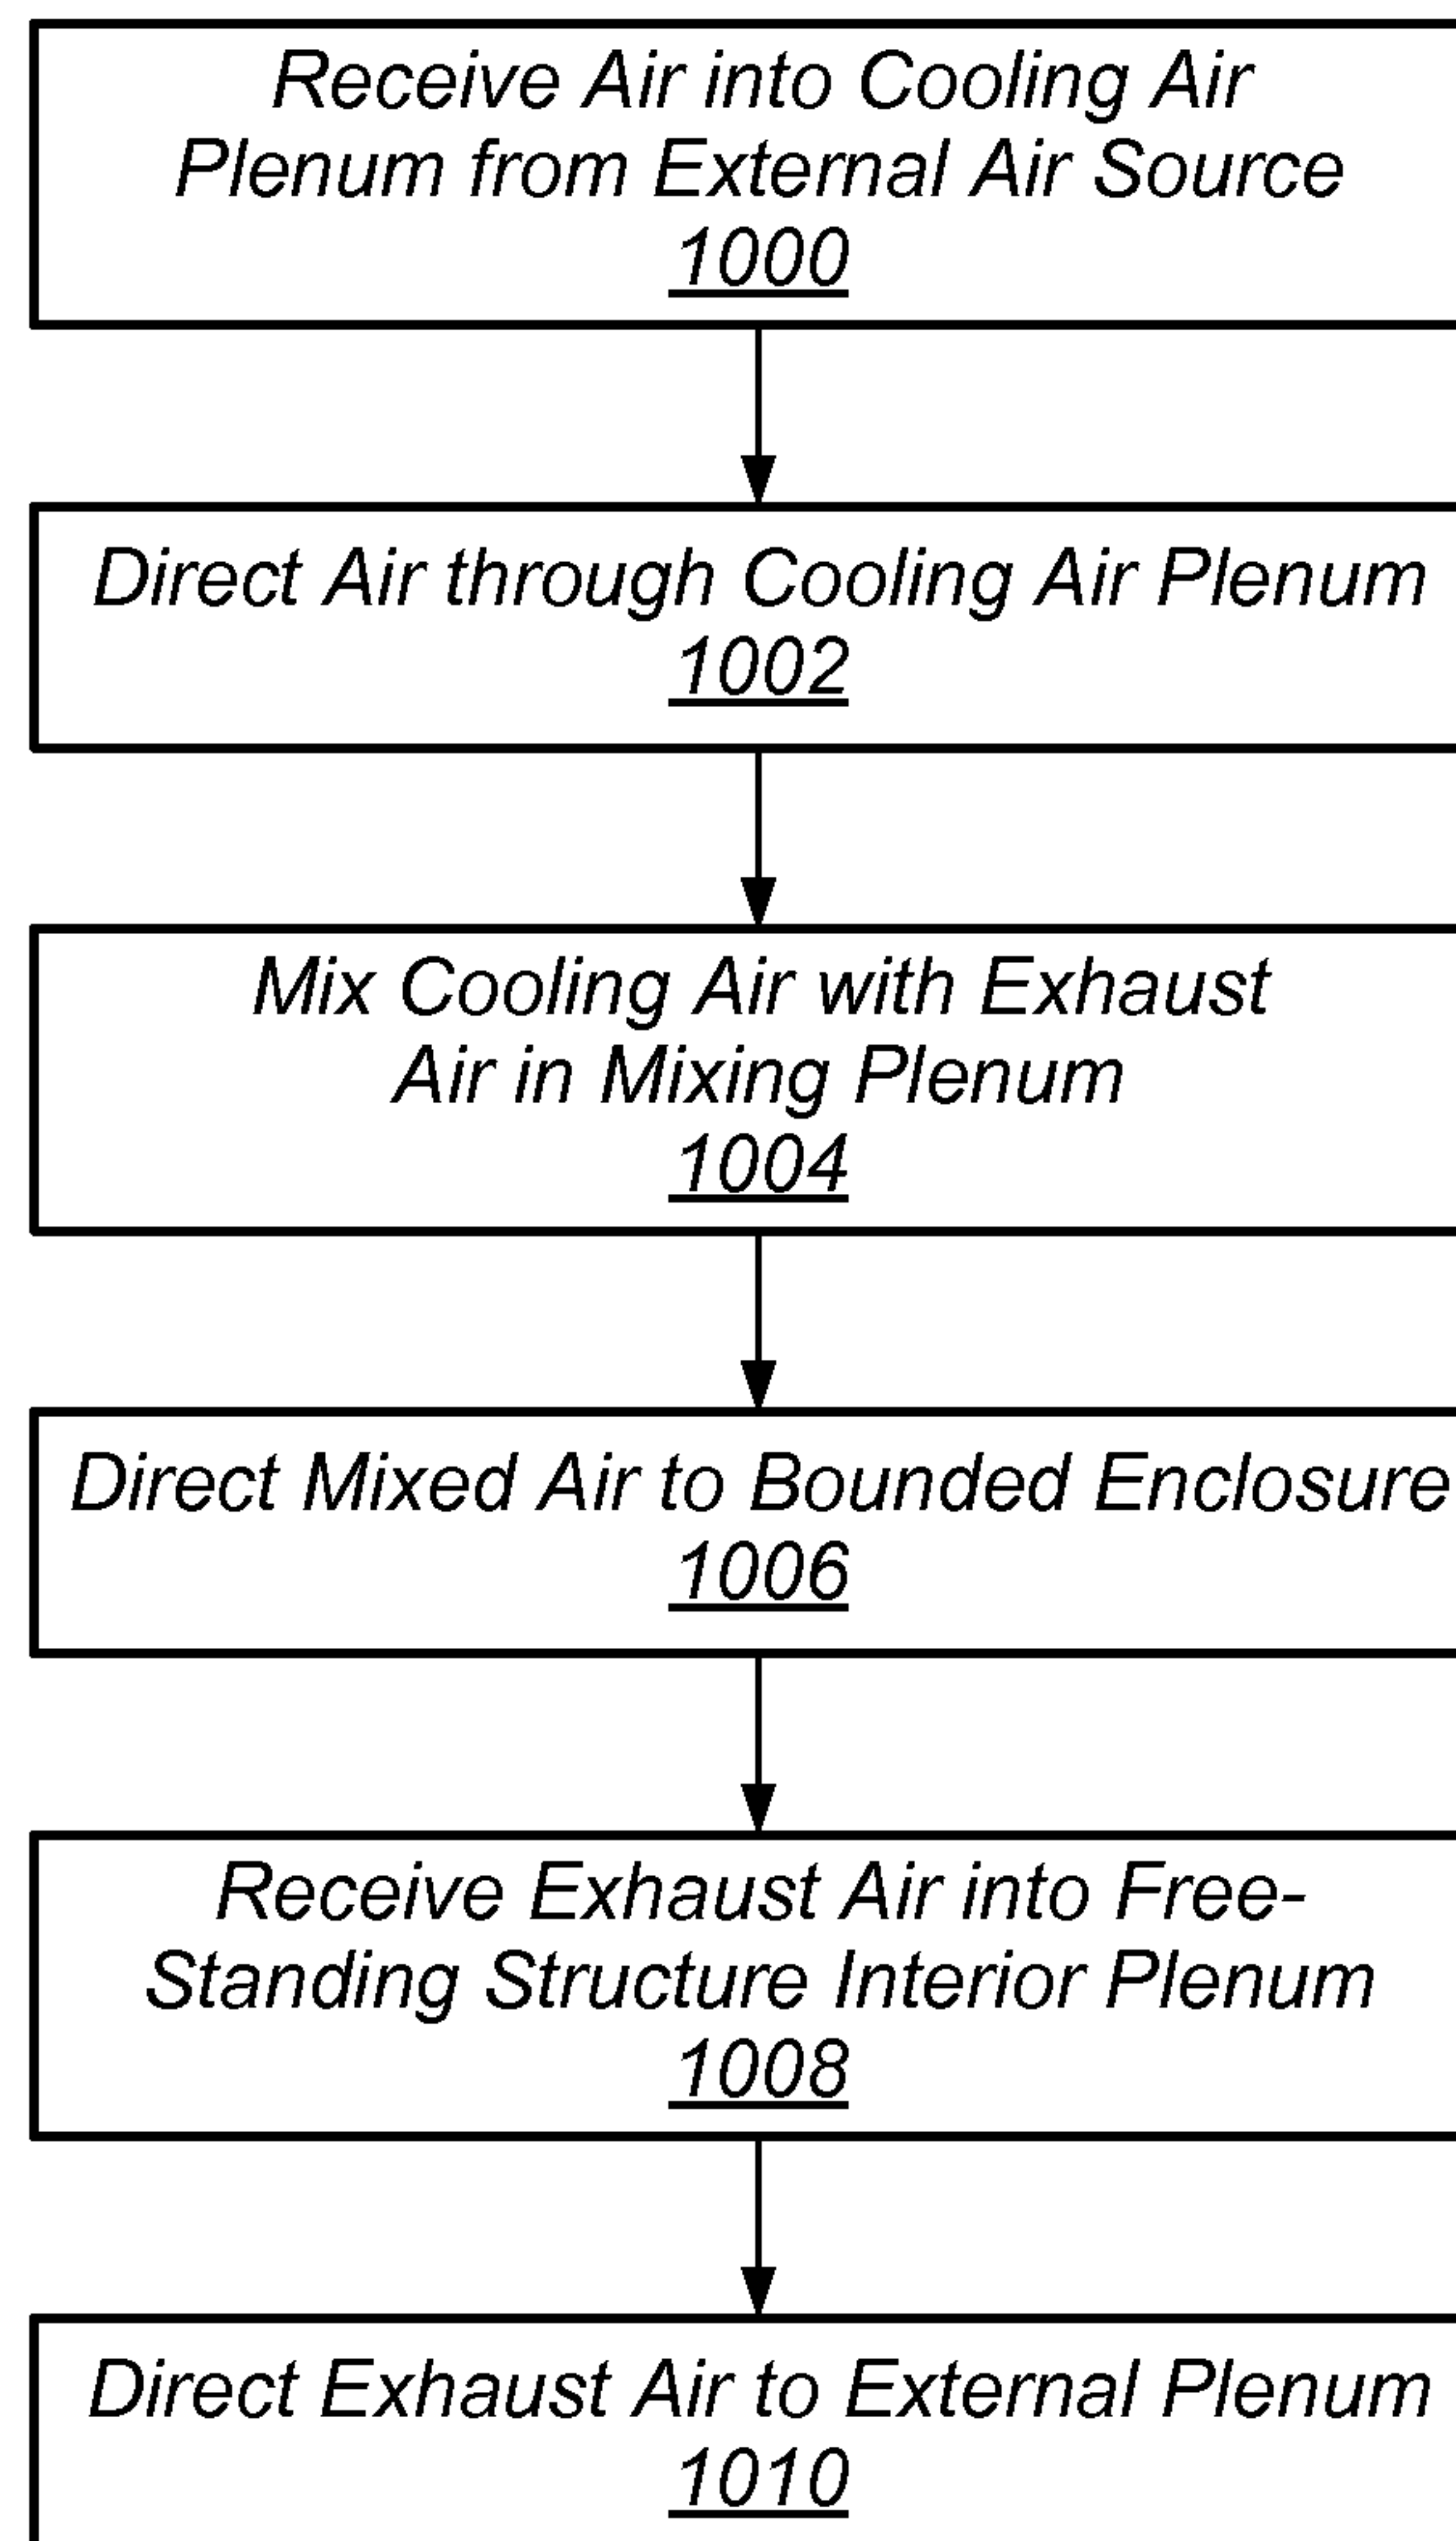 Receive Air into Cooling Air
Plenum from External Air Source
1000
Direct Air through Cooling Air Plenum
1002
Mix Cooling Air with Exhaust
Air in Mixing Plenum
1004
Direct Mixed Air to Bounded Enclosure
1006
Receive Exhaust Air into Free-
Standing Structure Interior Plenum
1008
Direct Exhaust Air to External Plenum
1010